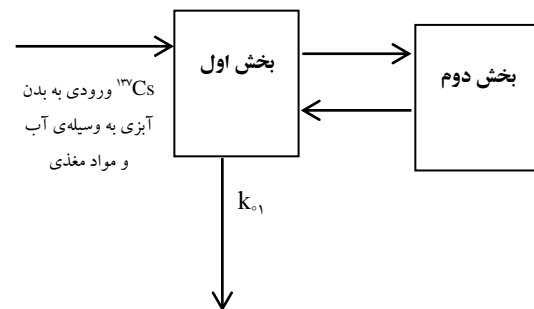 بخش اول
بخش دوم
¹³⁷Cs ورودی به بدن
آبزی به وسیله‌ی آب
و مواد مغذی
k₀₁